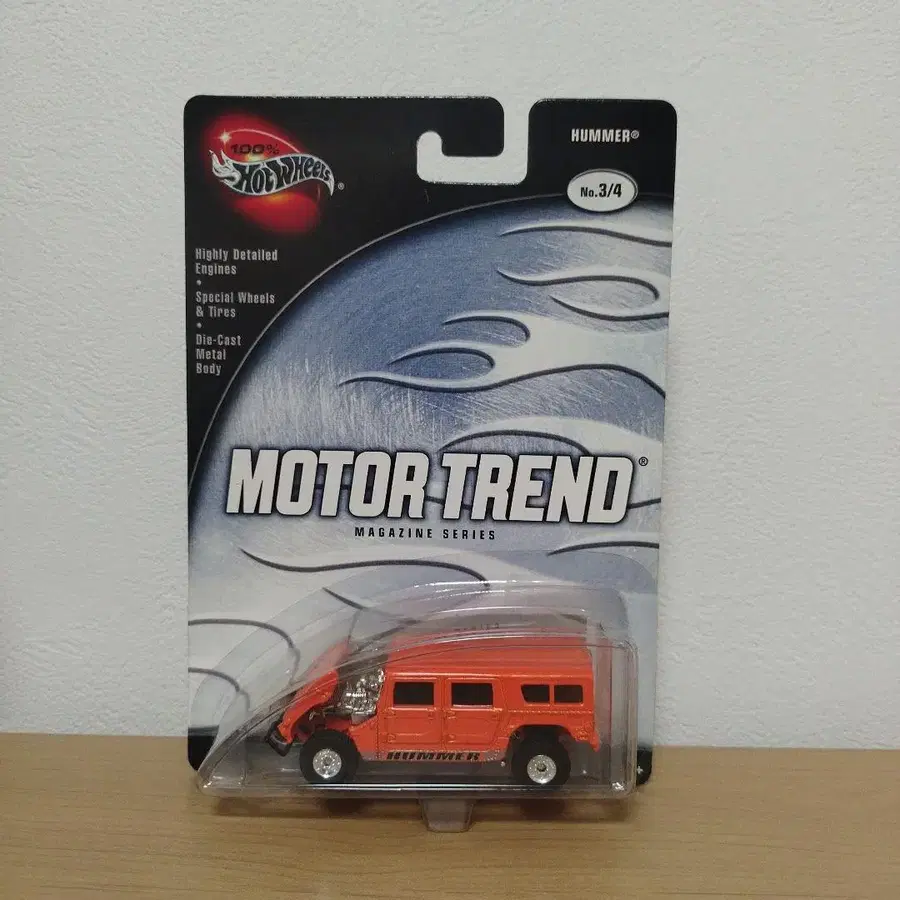 100%
HOT WHEELS®
HUMMER®
No.3/4
Highly Detailed
Engines
•
Special Wheels
& Tires
•
Die-Cast
Metal
Body
MOTOR TREND®
MAGAZINE SERIES
SERIES
HUMMER